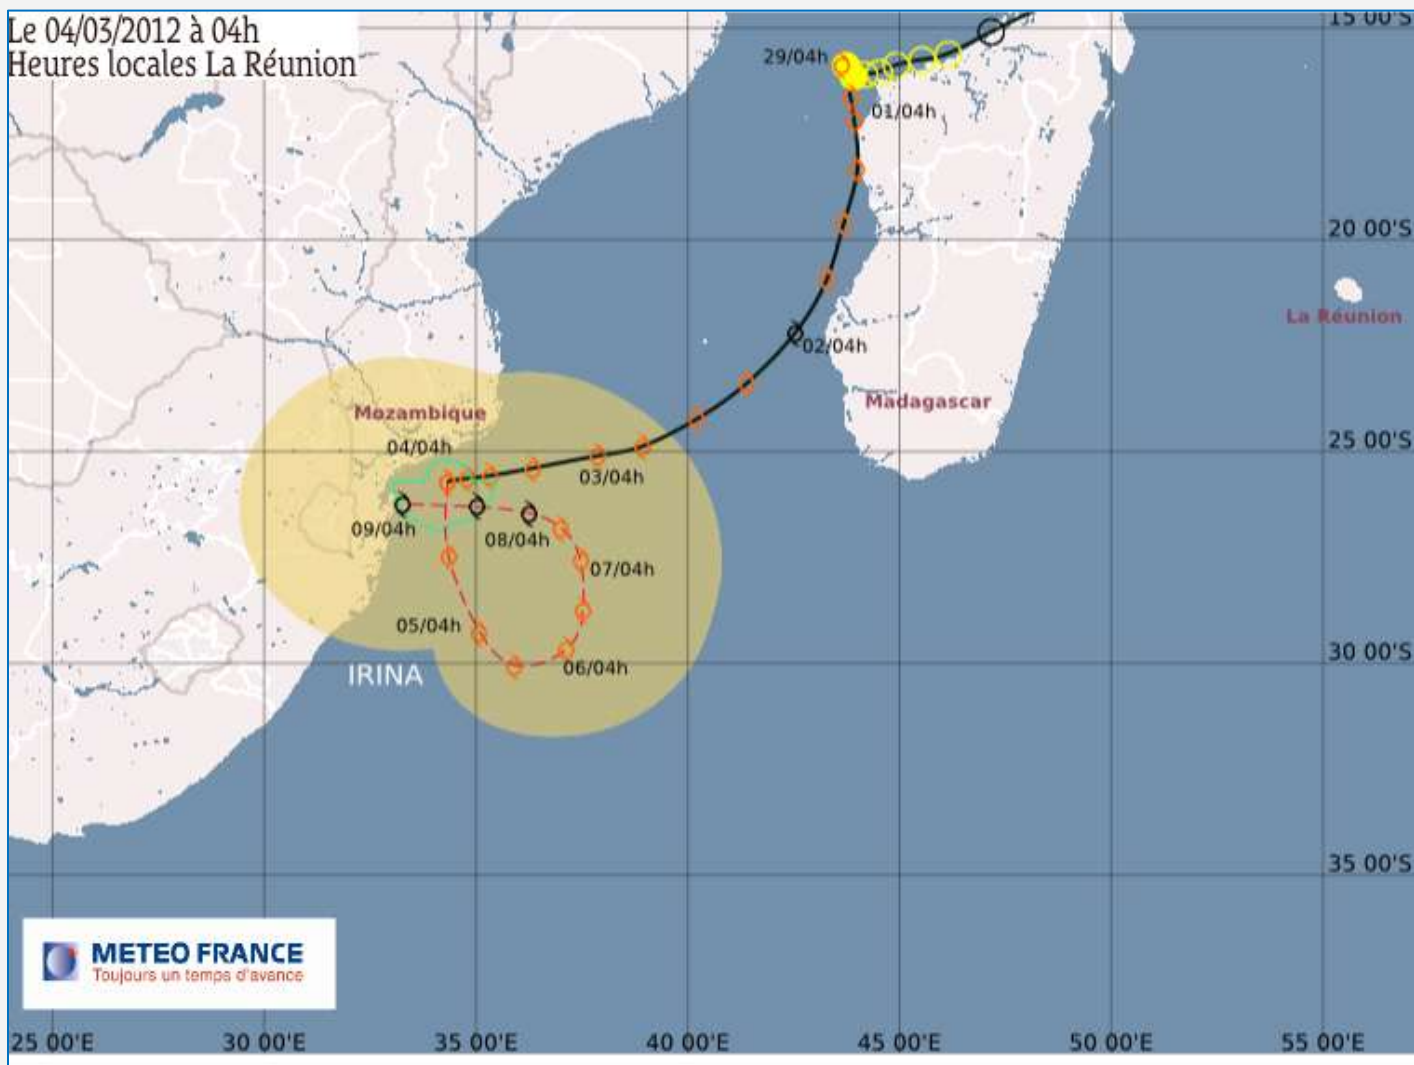 Le 04/03/2012 à 04h
Heures locales La Réunion
15 00'S
29/04h
01/04h
20 00'S
La Réunion
02/04h
Madagascar
Mozambique
04/04h
25 00'S
03/04h
09/04h
08/04h
07/04h
05/04h
06/04h
30 00'S
IRINA
35 00'S
METEO FRANCE
Toujours un temps d'avance
25 00'E
30 00'E
35 00'E
40 00'E
45 00'E
50 00'E
55 00'E